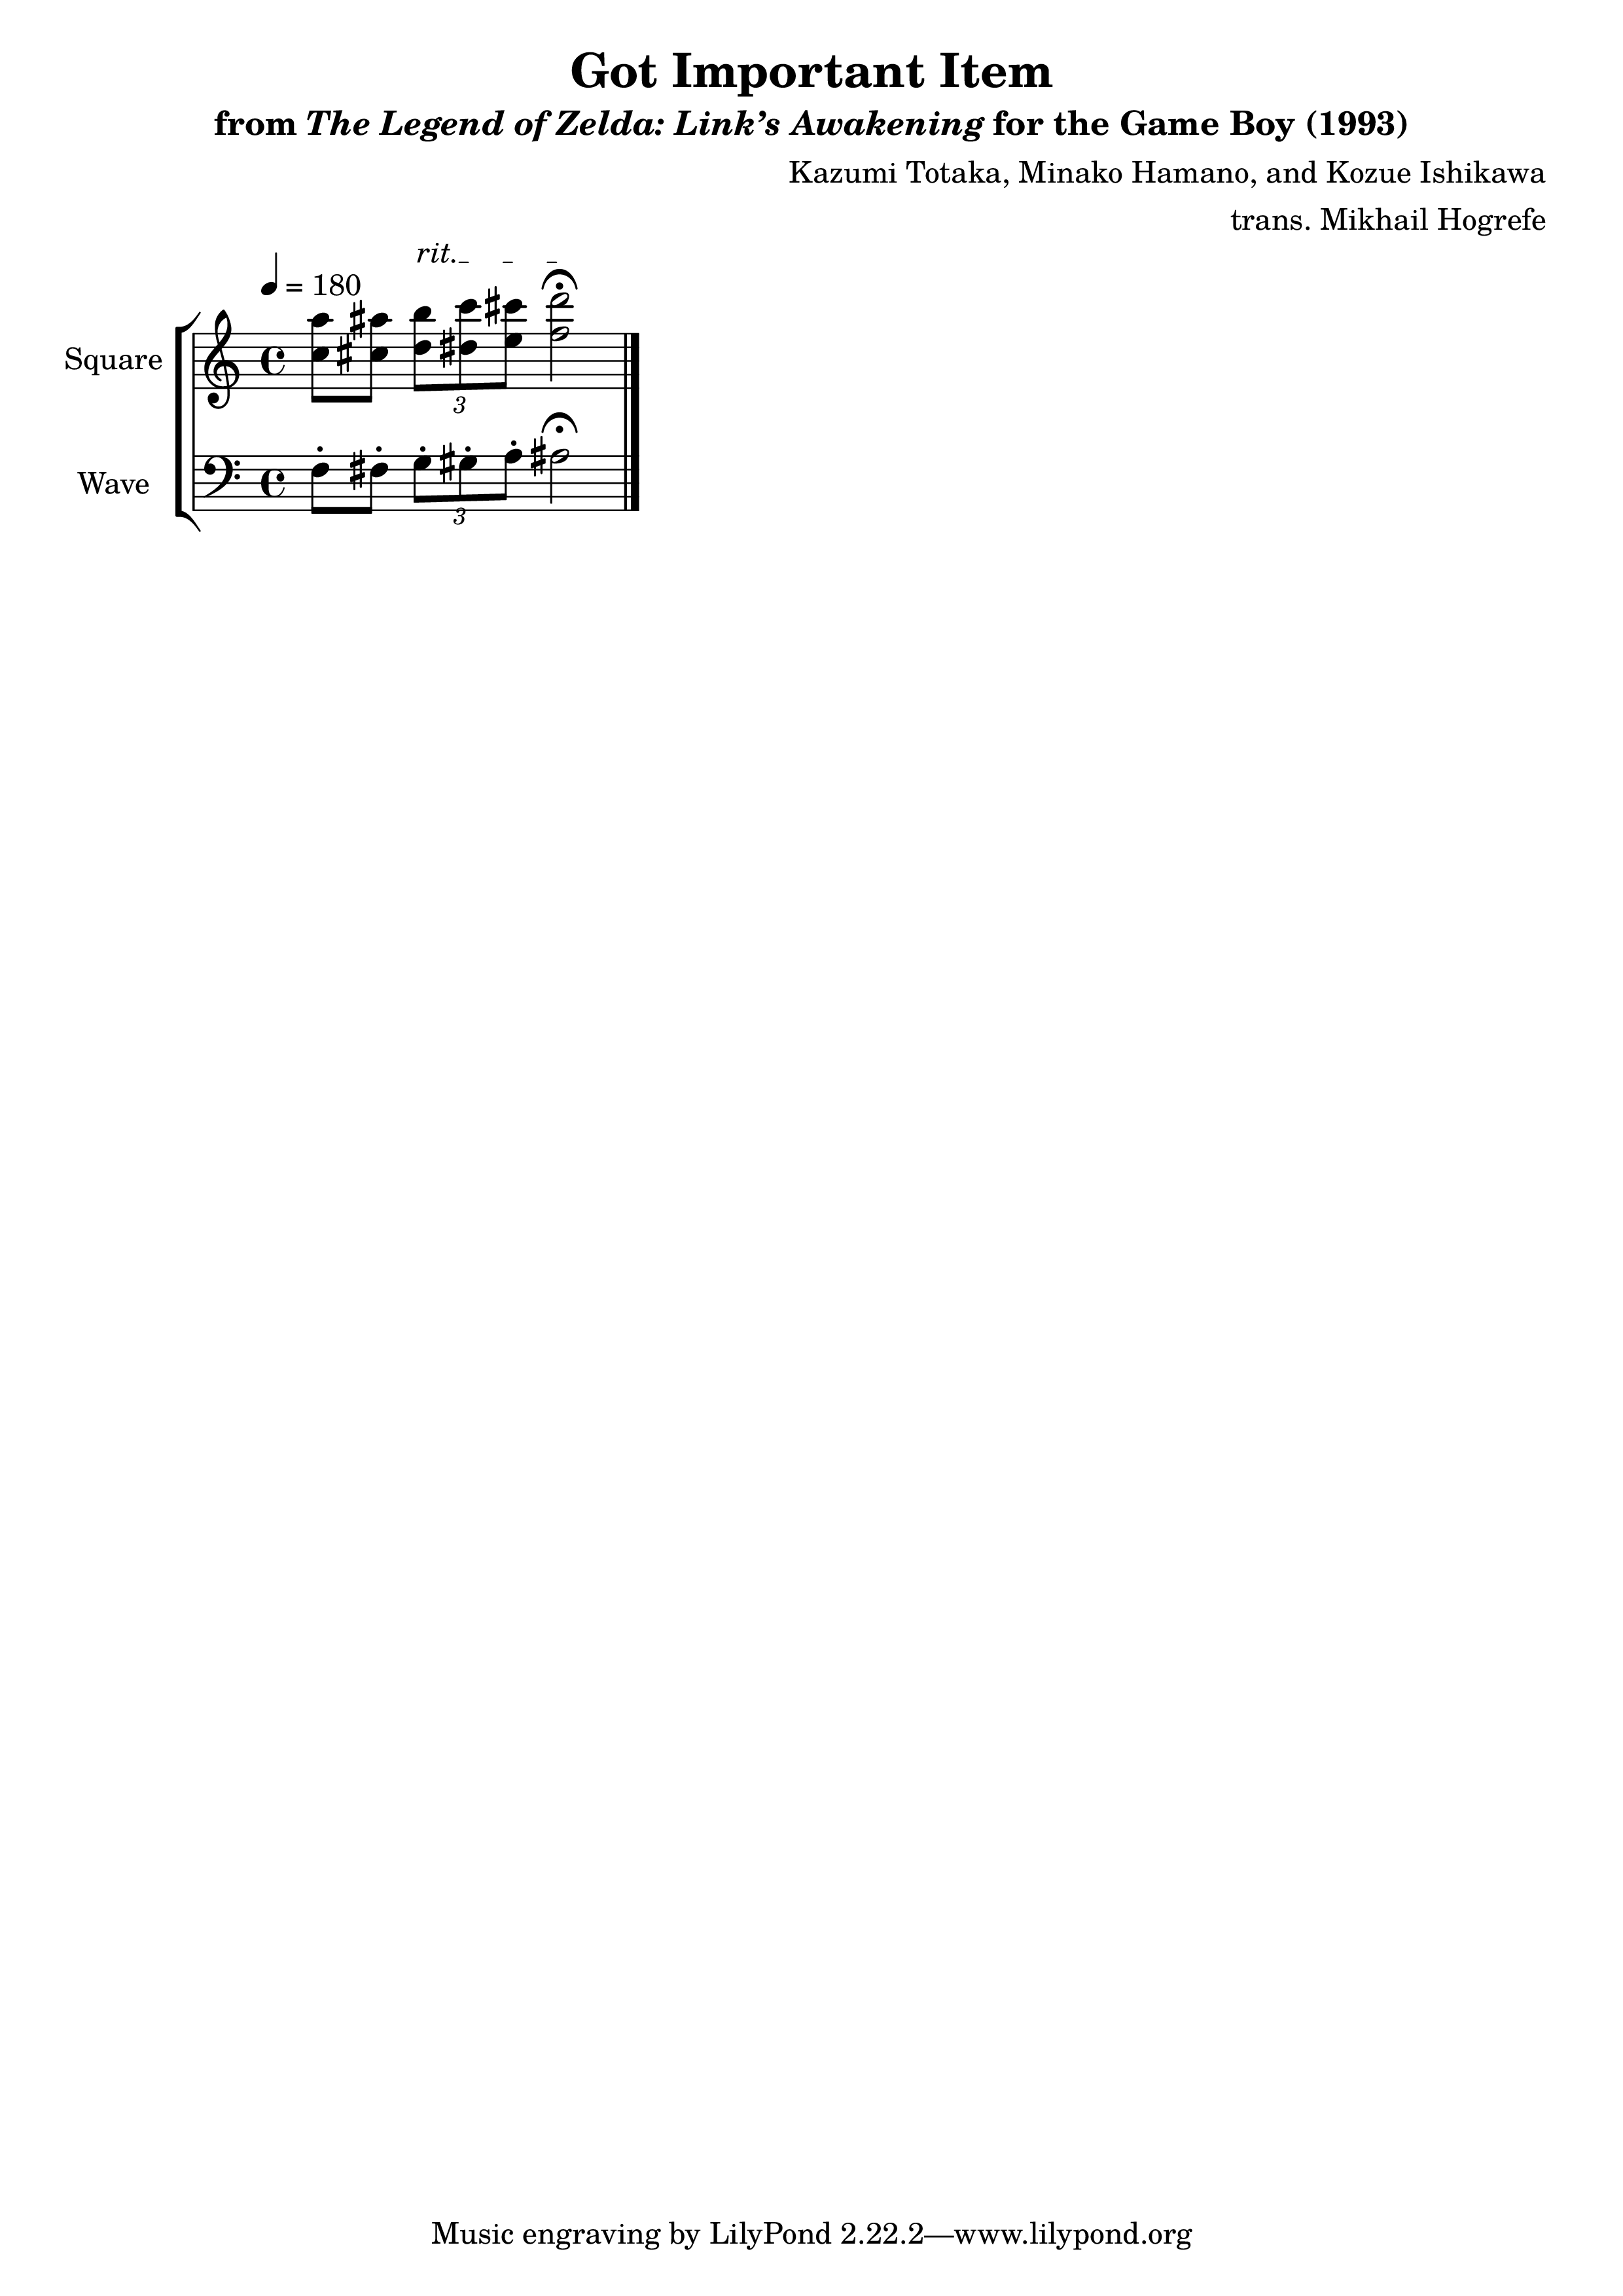 Got Important Item
from The Legend of Zelda: Link’s Awakening for the Game Boy (1993)
Kazumi Totaka, Minako Hamano, and Kozue Ishikawa
trans. Mikhail Hogrefe
rit.
= 180
Square
3
Wave
3
Music engraving by LilyPond 2.22.2—www.lilypond.org